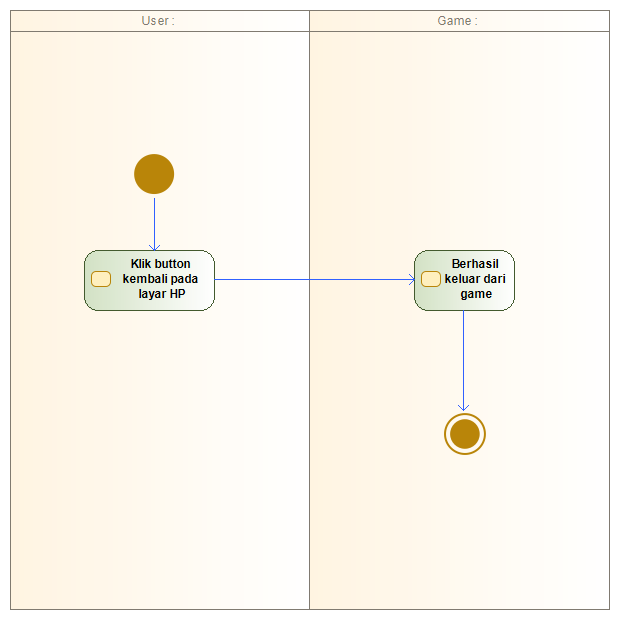 User :
Game :
Klik button
kembali pada
layar HP
Berhasil
keluar dari
game